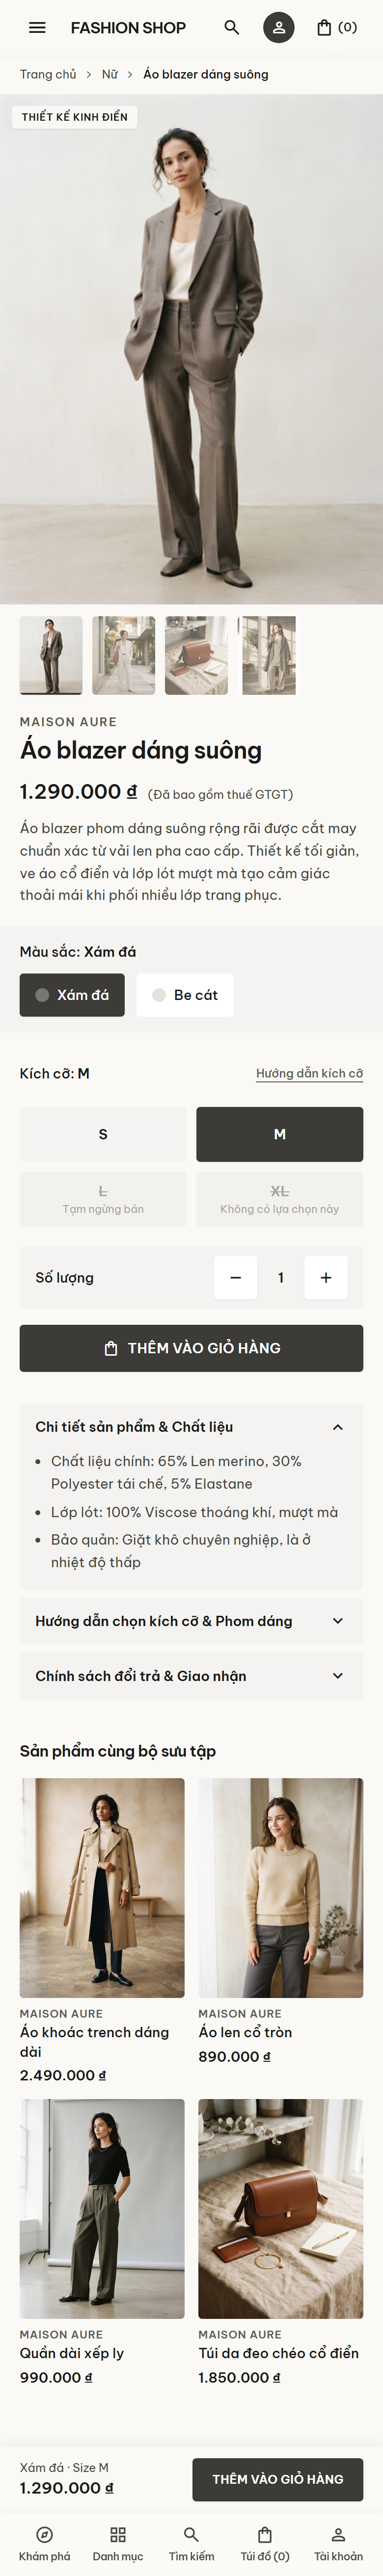 FASHION SHOP
(0)
Trang chủ > Nữ > Áo blazer dáng suông
THIẾT KẾ KINH ĐIỂN
MAISON AURE
Áo blazer dáng suông
1.290.000 ₫ (Đã bao gồm thuế GTGT)
Áo blazer phom dáng suông rộng rãi được cắt may
chuẩn xác từ vải len pha cao cấp. Thiết kế tối giản,
ve áo cổ điển và lớp lót mượt mà tạo cảm giác
thoải mái khi phối nhiều lớp trang phục.
Màu sắc: Xám đá
Xám đá
Be cát
Kích cỡ: M
Hướng dẫn kích cỡ
S
M
L
Tạm ngừng bán
XL
Không có lựa chọn này
Số lượng
− 1 +
THÊM VÀO GIỎ HÀNG
Chi tiết sản phẩm & Chất liệu
• Chất liệu chính: 65% Len merino, 30%
Polyester tái chế, 5% Elastane
• Lớp lót: 100% Viscose thoáng khí, mượt mà
• Bảo quản: Giặt khô chuyên nghiệp, là ở
nhiệt độ thấp
Hướng dẫn chọn kích cỡ & Phom dáng
Chính sách đổi trả & Giao nhận
Sản phẩm cùng bộ sưu tập
MAISON AURE
Áo khoác trench dáng
dài
2.490.000 ₫
MAISON AURE
Áo len cổ tròn
890.000 ₫
MAISON AURE
Quần dài xếp ly
990.000 ₫
MAISON AURE
Túi da đeo chéo cổ điển
1.850.000 ₫
Xám đá · Size M
1.290.000 ₫
THÊM VÀO GIỎ HÀNG
Khám phá
Danh mục
Tìm kiếm
Túi đồ (0)
Tài khoản